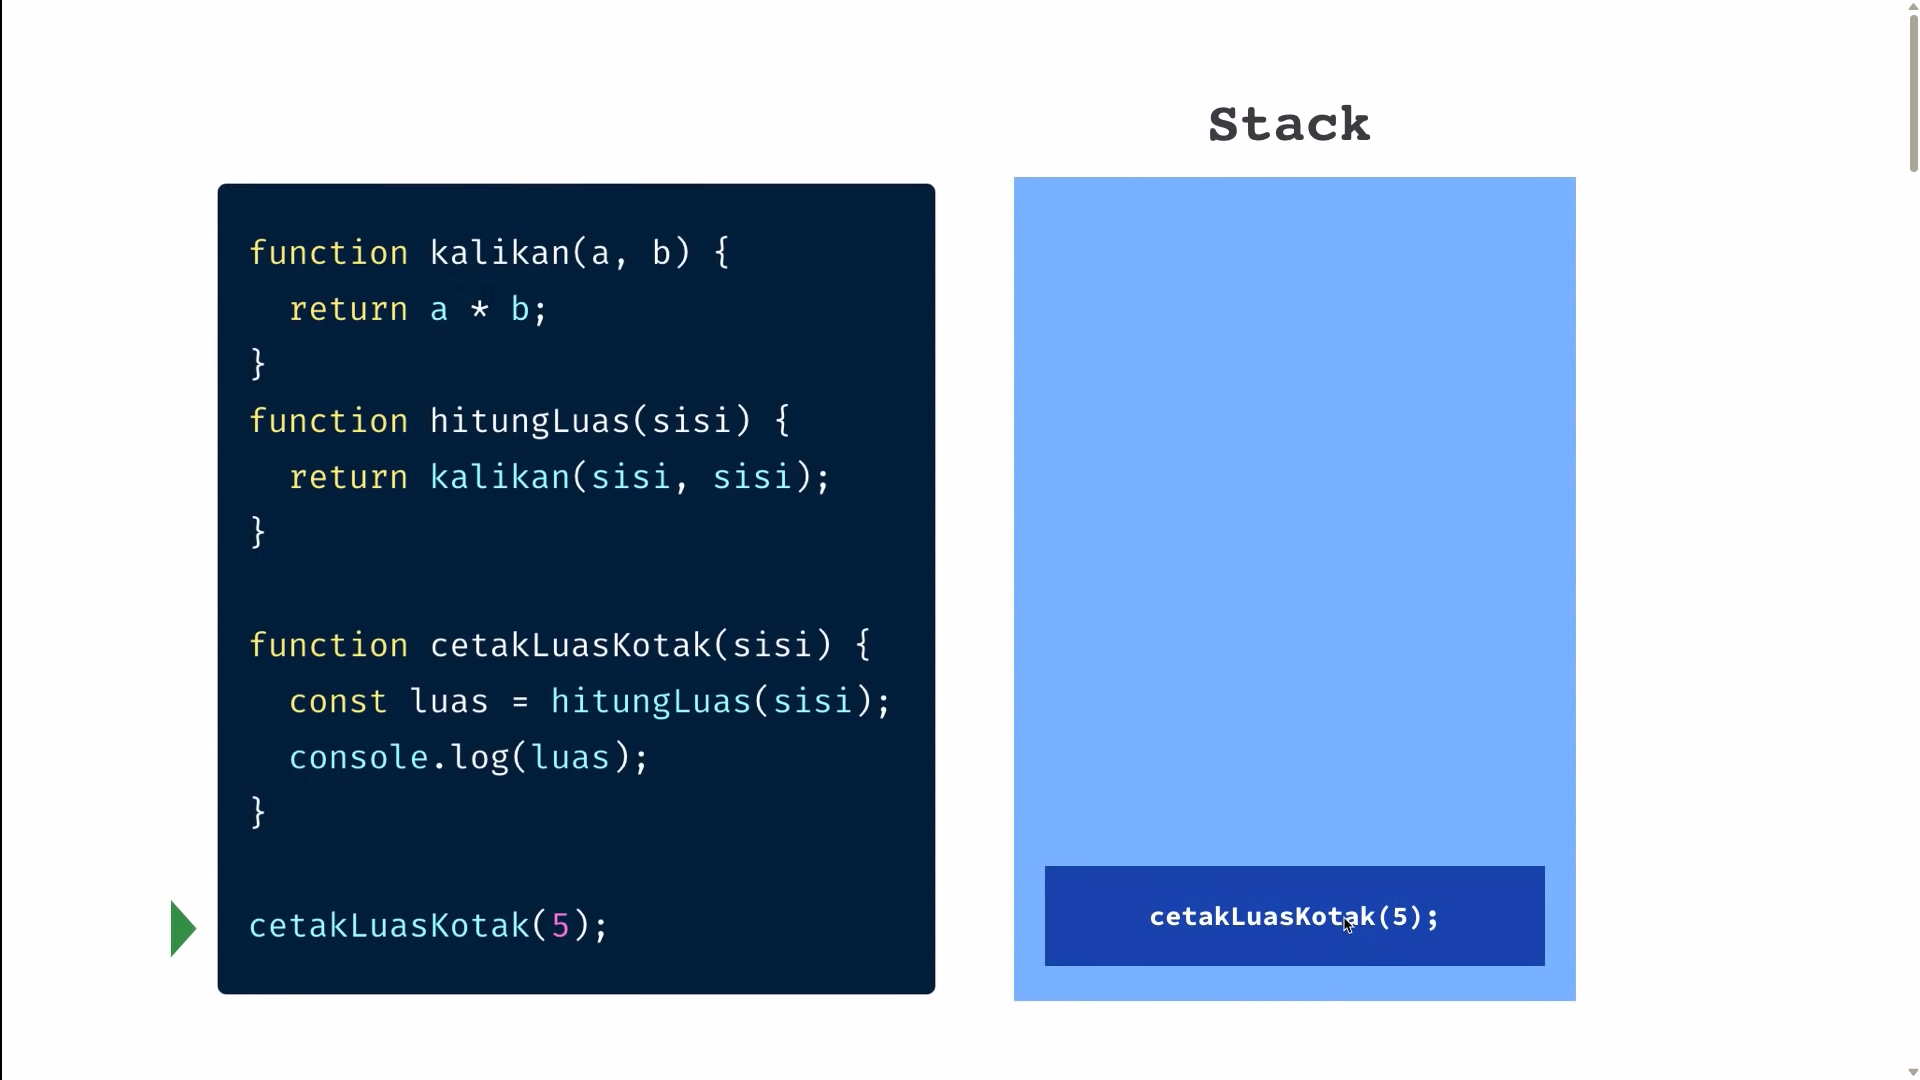 Stack
function kalikan(a, b) {
  return a * b;
}
function hitungLuas(sisi) {
  return kalikan(sisi, sisi);
}
function cetakLuasKotak(sisi) {
  const luas = hitungLuas(sisi);
  console.log(luas);
}
cetakLuasKotak(5);
cetakLuasKotak(5);